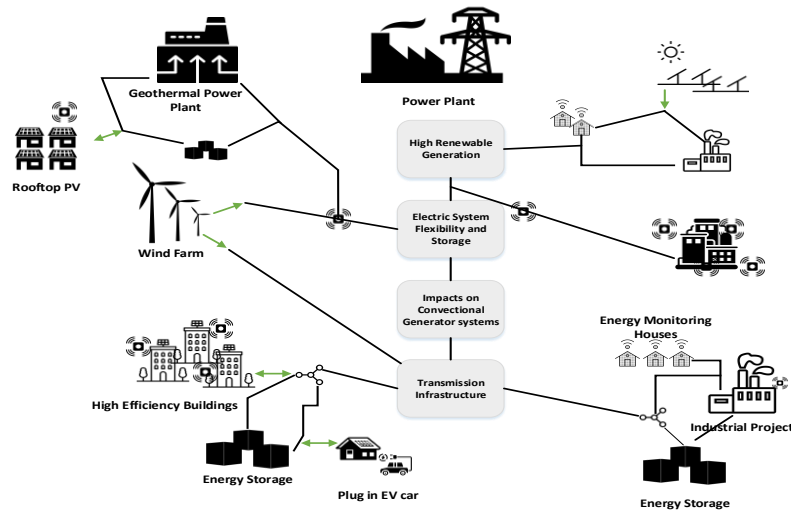 Geothermal Power
Plant
Power Plant
High Renewable
Generation
Rooftop PV
Electric System
Flexibility and
Storage
Wind Farm
Impacts on
Convectional
Generator systems
Energy Monitoring
Houses
Transmission
Infrastructure
High Efficiency Buildings
Industrial Project
Energy Storage
Plug in EV car
Energy Storage